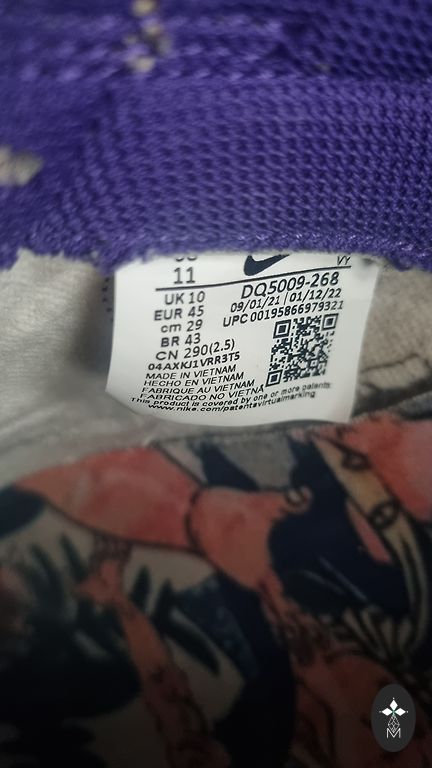 VY
11
UK 10
EUR 45
cm 29
BR 43
CN 290(2.5)
DQ5009-268
09/01/21 | 01/12/22
UPC 00195866979321
04AXKJ1VRR3T5
MADE IN VIETNAM
HECHO EN VIETNAM
FABRIQUE AU VIETNAM
FABRICADO NO VIETNA
This product is covered by one or more patents:
www.nike.com/patentsvirtualmarking
M